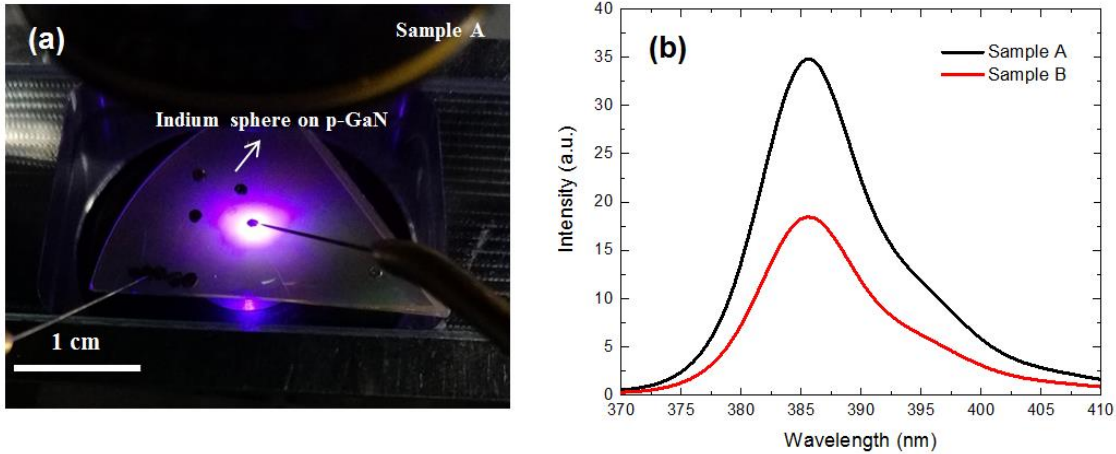 (a)
Sample A
Indium sphere on p-GaN
1 cm
(b)
Sample A
Sample B
Intensity (a.u.)
40
35
30
25
20
15
10
5
0
370 375 380 385 390 395 400 405 410
Wavelength (nm)